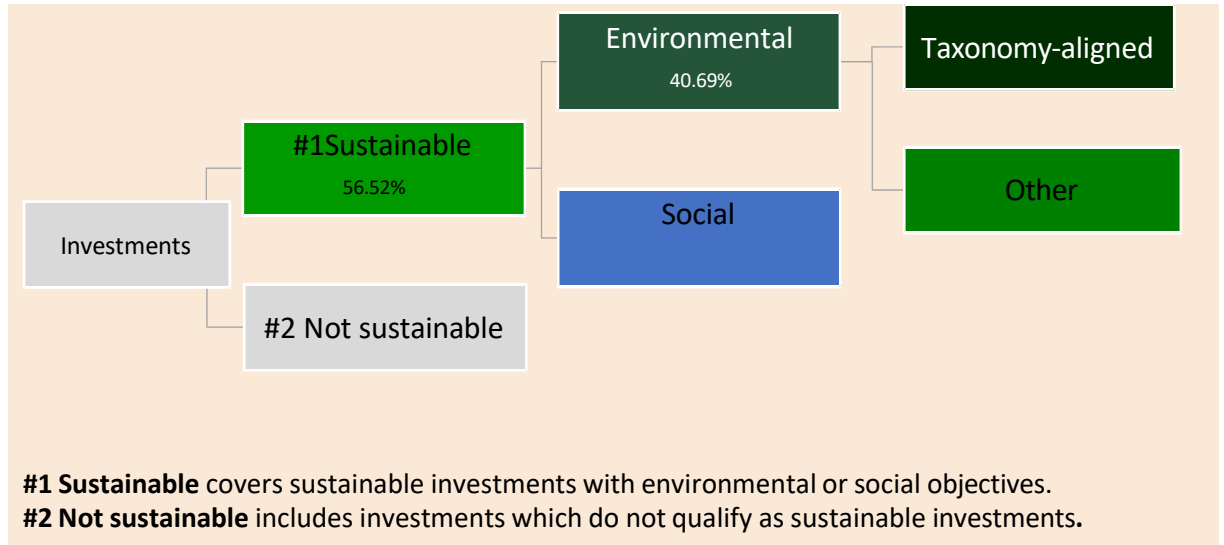 Environmental
40.69%
Taxonomy-aligned
#1Sustainable
56.52%
Social
Other
Investments
#2 Not sustainable
#1 Sustainable covers sustainable investments with environmental or social objectives.
#2 Not sustainable includes investments which do not qualify as sustainable investments.